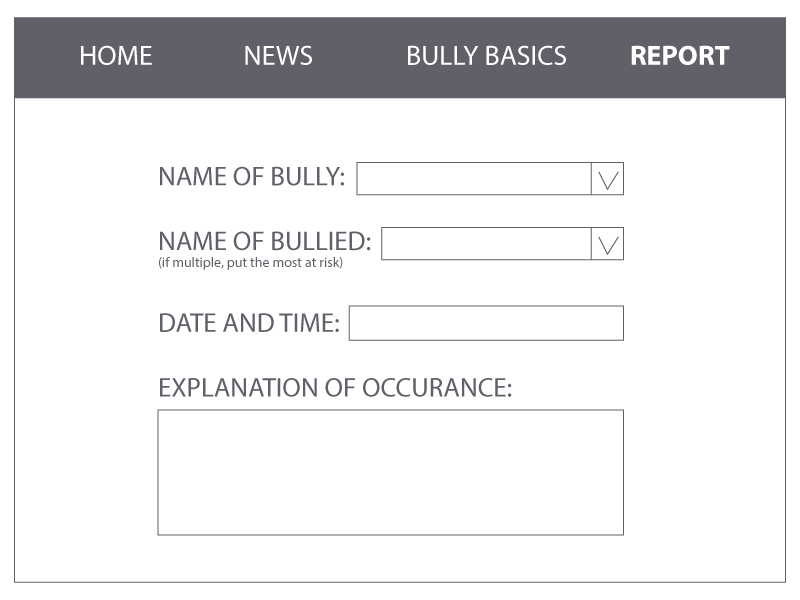 HOME NEWS BULLY BASICS REPORT
NAME OF BULLY:
NAME OF BULLIED:
(if multiple, put the most at risk)
DATE AND TIME:
EXPLANATION OF OCCURANCE: